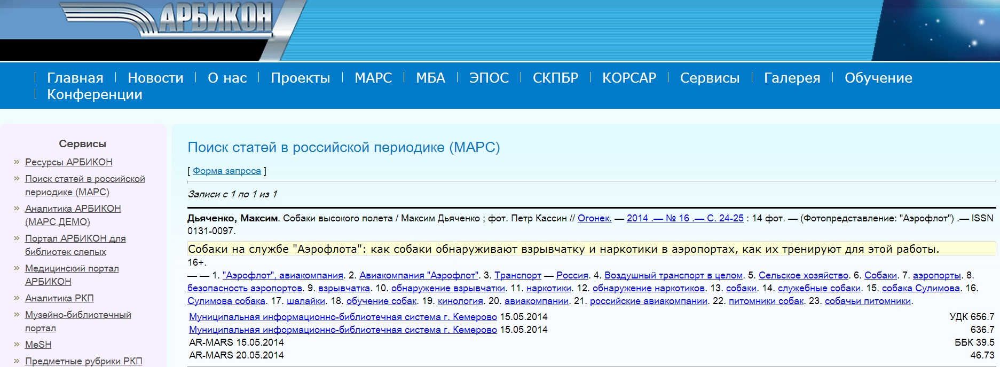 АРБИКОН
Главная Новости О нас Проекты МАРС МБА ЭПОС СКПБР КОРСАР Сервисы Галерея Обучение
Конференции
Сервисы
» Ресурсы АРБИКОН
» Поиск статей в российской
периодике (МАРС)
» Аналитика АРБИКОН
(МАРС ДЕМО)
» Портал АРБИКОН для
библиотек слепых
» Медицинский портал
АРБИКОН
» Аналитика РКП
» Музейно-библиотечный
портал
» MeSH
» Предметные рубрики РКП
Поиск статей в российской периодике (МАРС)
[ Форма запроса ]
Записи с 1 по 1 из 1
Дьяченко, Максим. Собаки высокого полета / Максим Дьяченко ; фот. Петр Кассин // Огонек. — 2014 .— № 16 .— С. 24-25 : 14 фот. — (Фотопредставление: "Аэрофлот") .— ISSN
0131-0097.
Собаки на службе "Аэрофлота": как собаки обнаруживают взрывчатку и наркотики в аэропортах, как их тренируют для этой работы.
16+.
— — 1. "Аэрофлот", авиакомпания. 2. Авиакомпания "Аэрофлот". 3. Транспорт — Россия. 4. Воздушный транспорт в целом. 5. Сельское хозяйство. 6. Собаки. 7. аэропорты. 8.
безопасность аэропортов. 9. взрывчатка. 10. обнаружение взрывчатки. 11. наркотики. 12. обнаружение наркотиков. 13. собаки. 14. служебные собаки. 15. собака Сулимова. 16.
Сулимова собака. 17. шалайки. 18. обучение собак. 19. кинология. 20. авиакомпании. 21. российские авиакомпании. 22. питомники собак. 23. собачьи питомники.
Муниципальная информационно-библиотечная система г. Кемерово 15.05.2014 УДК 656.7
Муниципальная информационно-библиотечная система г. Кемерово 15.05.2014 636.7
AR-MARS 15.05.2014 ББК 39.5
AR-MARS 20.05.2014 46.73